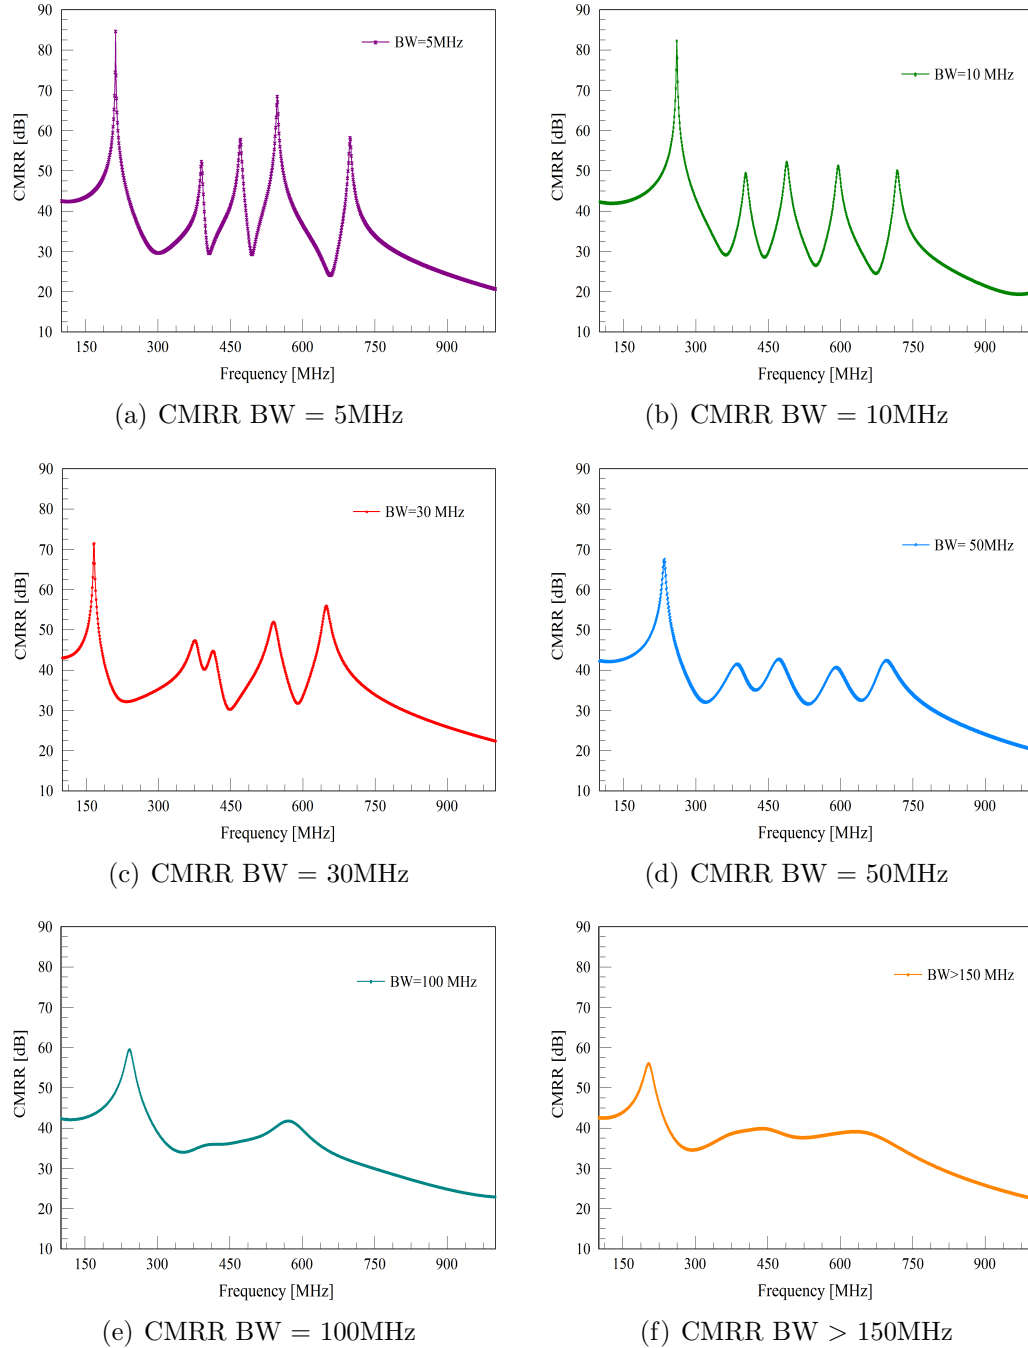 90
80
70
60
50
40
30
20
10
CMRR [dB]
BW=5MHz
150 300 450 600 750 900
Frequency [MHz]
(a) CMRR BW = 5MHz
90
80
70
60
50
40
30
20
10
CMRR [dB]
BW=10 MHz
150 300 450 600 750 900
Frequency [MHz]
(b) CMRR BW = 10MHz
90
80
70
60
50
40
30
20
10
CMRR [dB]
BW=30 MHz
150 300 450 600 750 900
Frequency [MHz]
(c) CMRR BW = 30MHz
90
80
70
60
50
40
30
20
10
CMRR [dB]
BW= 50MHz
150 300 450 600 750 900
Frequency [MHz]
(d) CMRR BW = 50MHz
90
80
70
60
50
40
30
20
10
CMRR [dB]
BW=100 MHz
150 300 450 600 750 900
Frequency [MHz]
(e) CMRR BW = 100MHz
90
80
70
60
50
40
30
20
10
CMRR [dB]
BW>150 MHz
150 300 450 600 750 900
Frequency [MHz]
(f) CMRR BW > 150MHz